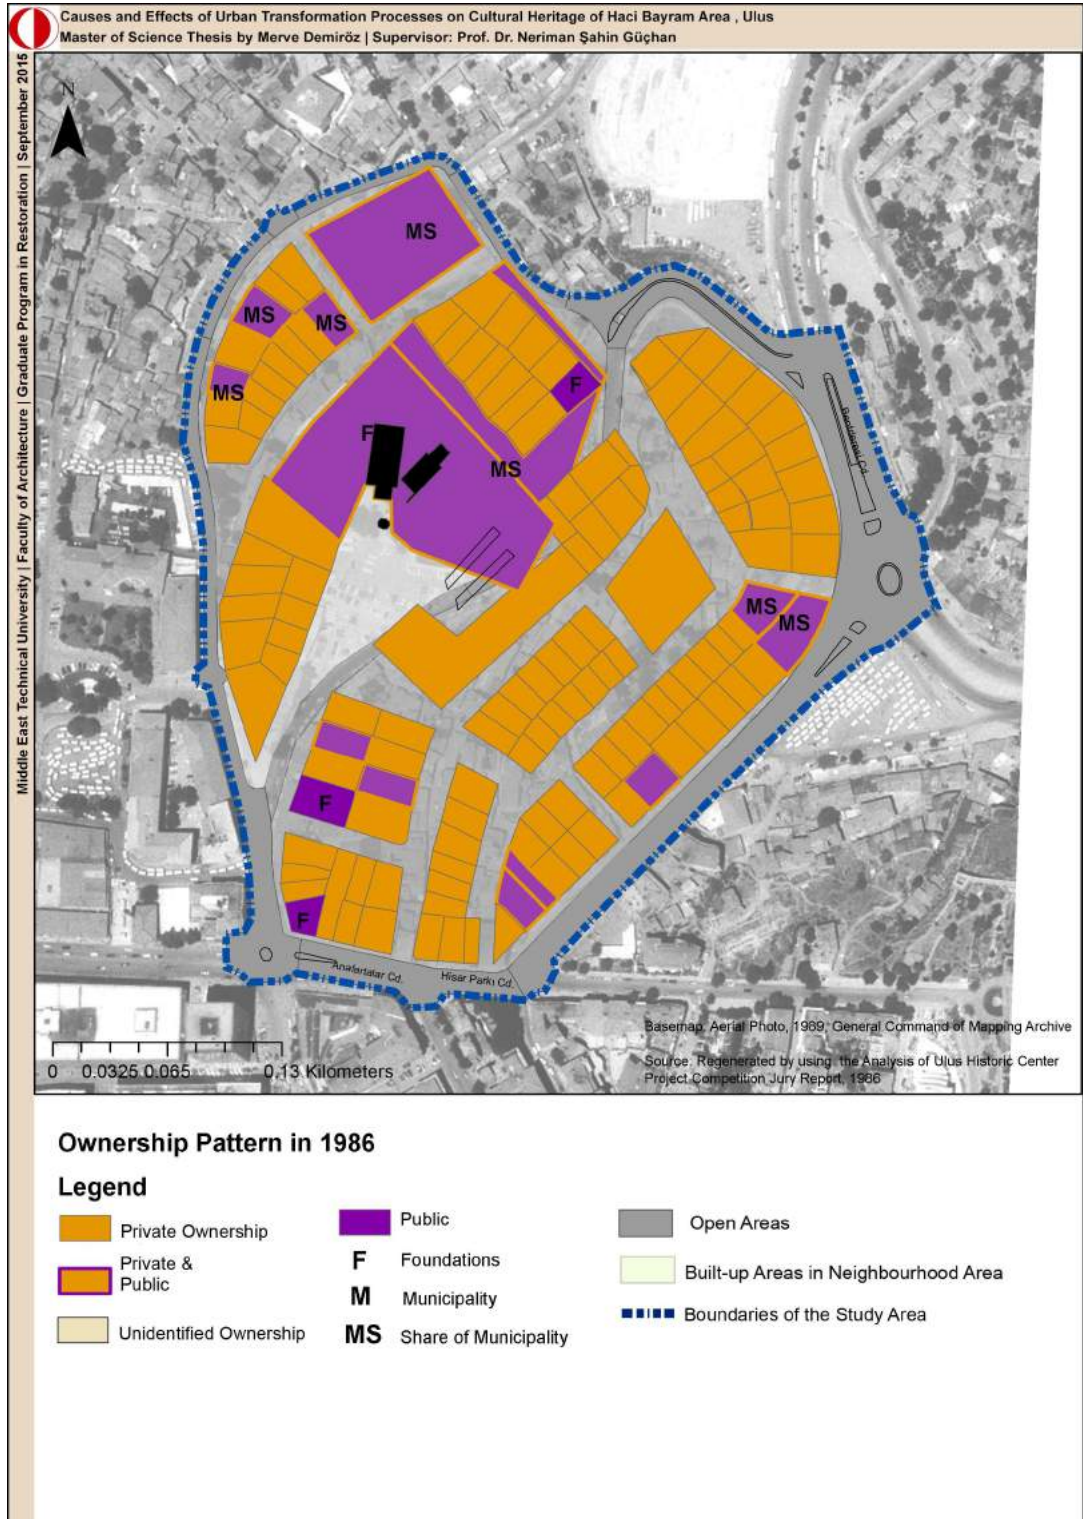 Causes and Effects of Urban Transformation Processes on Cultural Heritage of Haci Bayram Area , Ulus
Master of Science Thesis by Merve Demiröz | Supervisor: Prof. Dr. Neriman Şahin Güçhan
Middle East Technical University | Faculty of Architecture | Graduate Program in Restoration | September 2015
N
MS
MS
MS
MS
F
F
MS
Bentderesi Cd.
MS
MS
F
F
Anafartalar Cd.
Hisar Parkı Cd.
Basemap: Aerial Photo, 1989, General Command of Mapping Archive
Source: Regenerated by using the Analysis of Ulus Historic Center
Project Competition Jury Report, 1986
0 0.0325 0.065 0.13 Kilometers
Ownership Pattern in 1986
Legend
Private Ownership
Private &
Public
Unidentified Ownership
Public
F Foundations
M Municipality
MS Share of Municipality
Open Areas
Built-up Areas in Neighbourhood Area
Boundaries of the Study Area